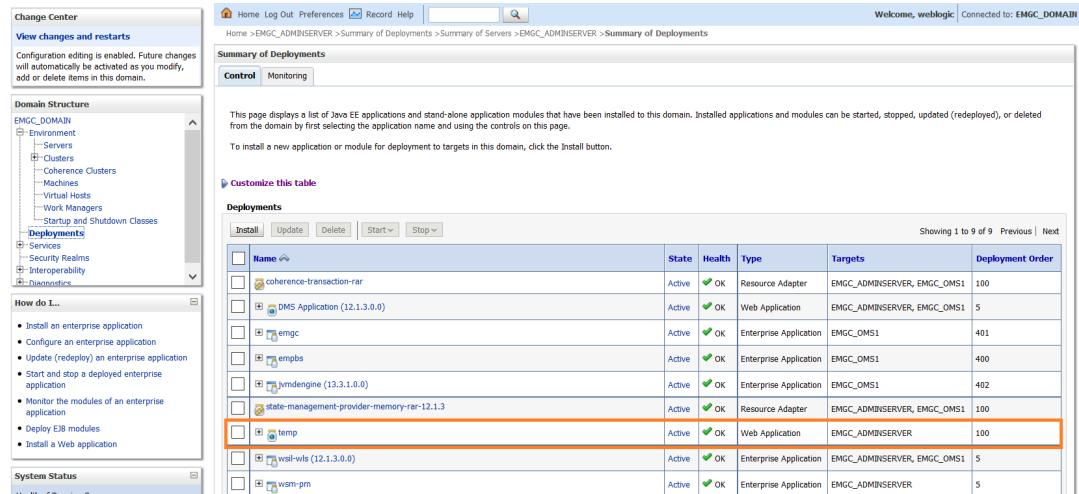 Change Center
View changes and restarts
Configuration editing is enabled. Future changes
will automatically be activated as you modify,
add or delete items in this domain.
Domain Structure
EMGC_DOMAIN
Environment
Servers
Clusters
Coherence Clusters
Machines
Virtual Hosts
Work Managers
Startup and Shutdown Classes
Deployments
Services
Security Realms
Interoperability
Diagnostics
How do I...
Install an enterprise application
Configure an enterprise application
Update (redeploy) an enterprise application
Start and stop a deployed enterprise
application
Monitor the modules of an enterprise
application
Deploy EJB modules
Install a Web application
System Status
Home Log Out Preferences Record Help
Welcome, weblogic Connected to: EMGC_DOMAIN
Home >EMGC_ADMINSERVER >Summary of Deployments >Summary of Servers >EMGC_ADMINSERVER >Summary of Deployments
Summary of Deployments
Control Monitoring
This page displays a list of Java EE applications and stand-alone application modules that have been installed to this domain. Installed applications and modules can be started, stopped, updated (redeployed), or deleted
from the domain by first selecting the application name and using the controls on this page.
To install a new application or module for deployment to targets in this domain, click the Install button.
Customize this table
Deployments
Install Update Delete Start Stop
Showing 1 to 9 of 9 Previous | Next
Name State Health Type Targets Deployment Order
coherence-transaction-rar Active OK Resource Adapter EMGC_ADMINSERVER, EMGC_OMS1 100
DMS Application (12.1.3.0.0) Active OK Web Application EMGC_ADMINSERVER, EMGC_OMS1 5
emgc Active OK Enterprise Application EMGC_OMS1 401
empbs Active OK Enterprise Application EMGC_OMS1 400
jvmdengine (13.3.1.0.0) Active OK Enterprise Application EMGC_OMS1 402
state-management-provider-memory-rar-12.1.3 Active OK Resource Adapter EMGC_ADMINSERVER, EMGC_OMS1 100
temp Active OK Web Application EMGC_ADMINSERVER 100
wsil-wls (12.1.3.0.0) Active OK Enterprise Application EMGC_ADMINSERVER, EMGC_OMS1 5
wsm-pm Active OK Enterprise Application EMGC_ADMINSERVER 5